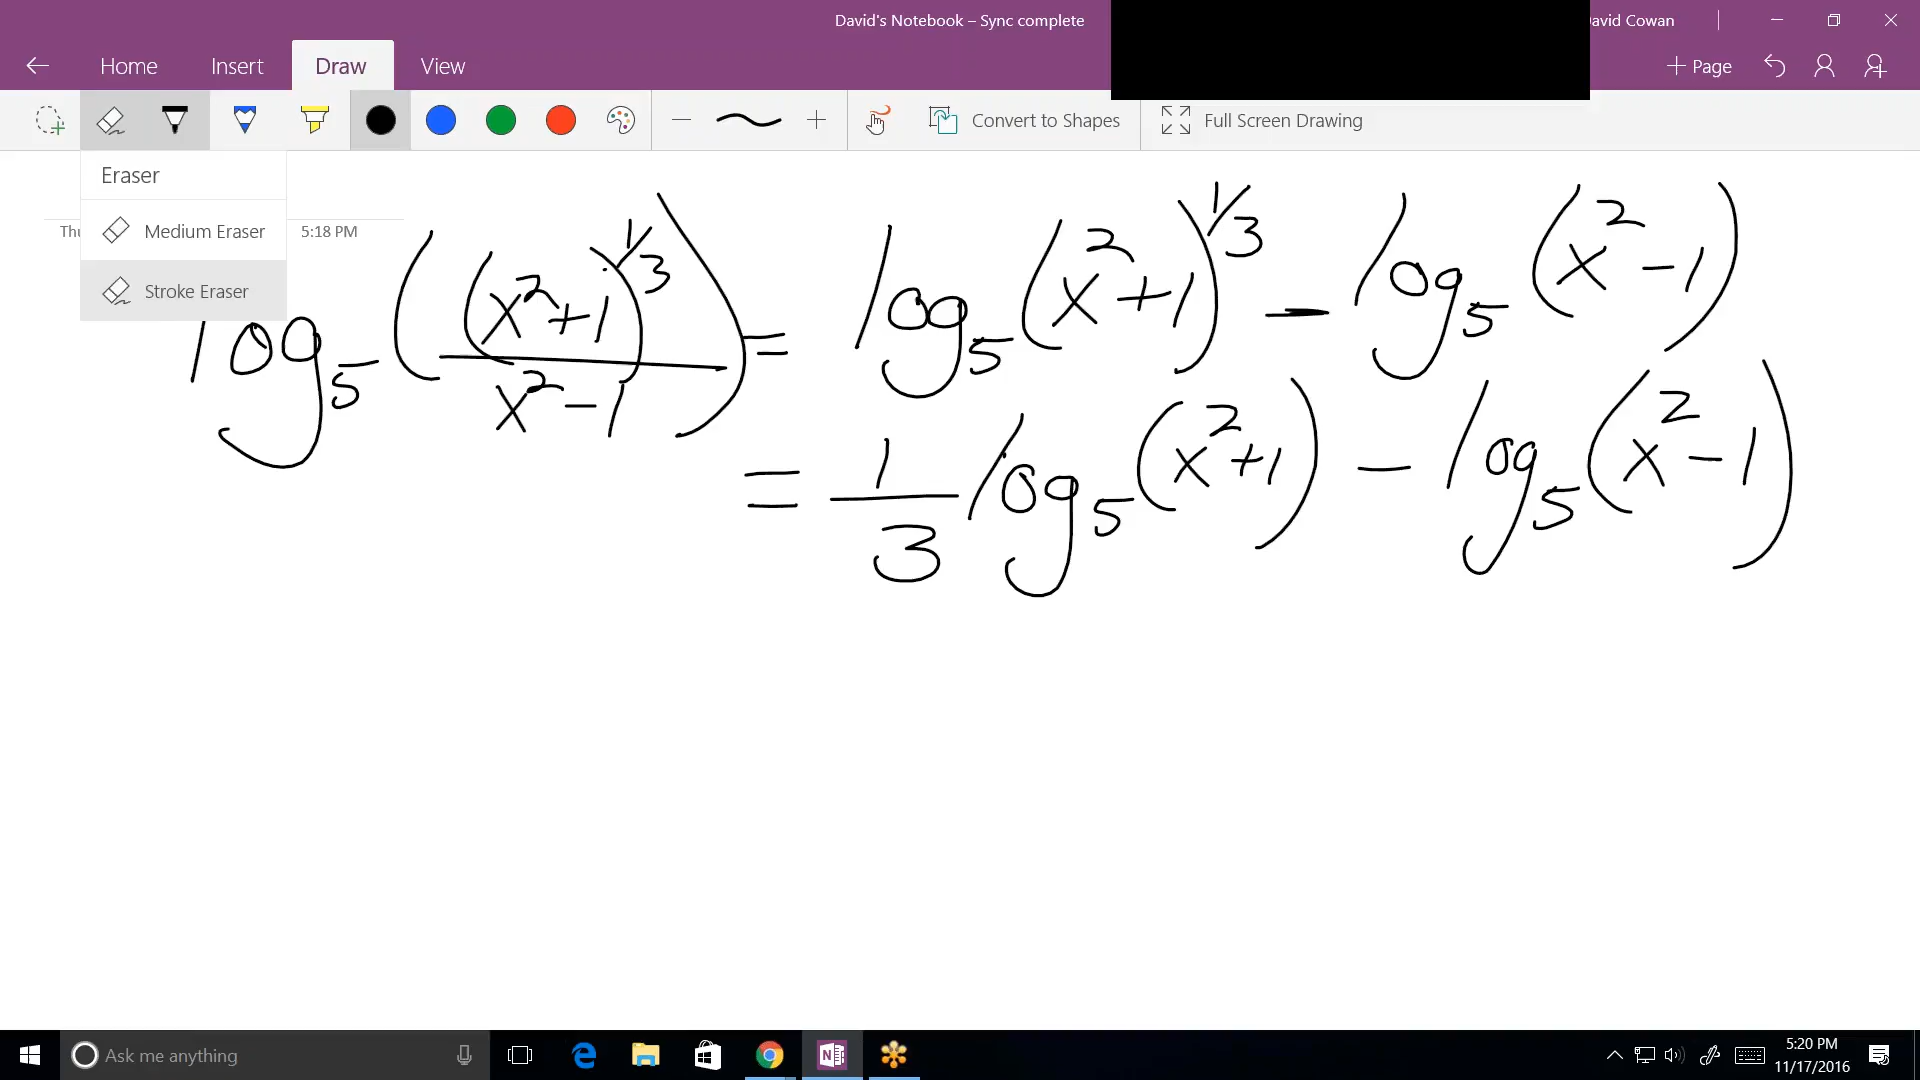 David's Notebook – Sync complete
avid Cowan
Home Insert Draw View
Page
Convert to Shapes
Full Screen Drawing
Eraser
Medium Eraser
Stroke Eraser
Thu 5:18 PM
log₅((x²+1)^1/3 / (x²-1)) = log₅(x²+1)^1/3 - log₅(x²-1)
= 1/3 log₅(x²+1) - log₅(x²-1)
Ask me anything
5:20 PM
11/17/2016